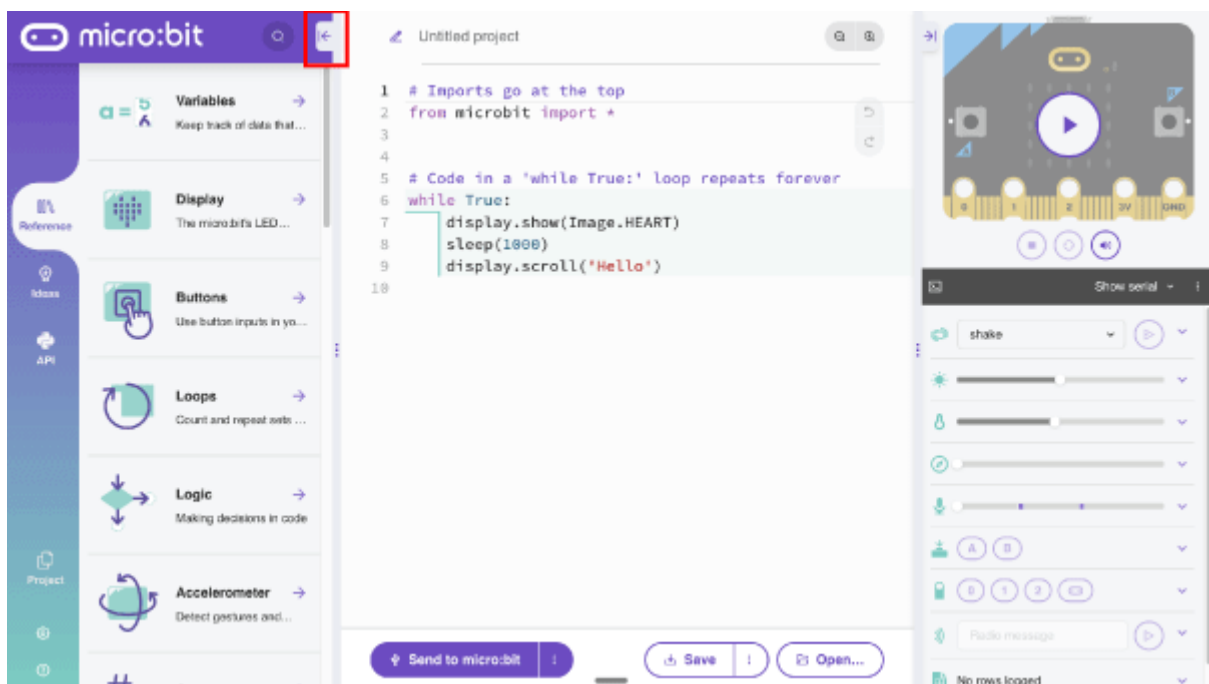 micro:bit
Reference
Ideas
API
Project
a =
Variables
Keep track of data that...
Display
The micro:bit's LED...
Buttons
Use button inputs in yo...
Loops
Count and repeat sets ...
Logic
Making decisions in code
Accelerometer
Detect gestures and...
Untitled project
1 # Imports go at the top
2 from microbit import *
3
4
5 # Code in a 'while True:' loop repeats forever
6 while True:
7 display.show(Image.HEART)
8 sleep(1000)
9 display.scroll('Hello')
10
Send to micro:bit
Save
Open...
B
A
0 1 2 3V GND
Show serial
shake
A B
0 1 2
Radio message
No rows logged